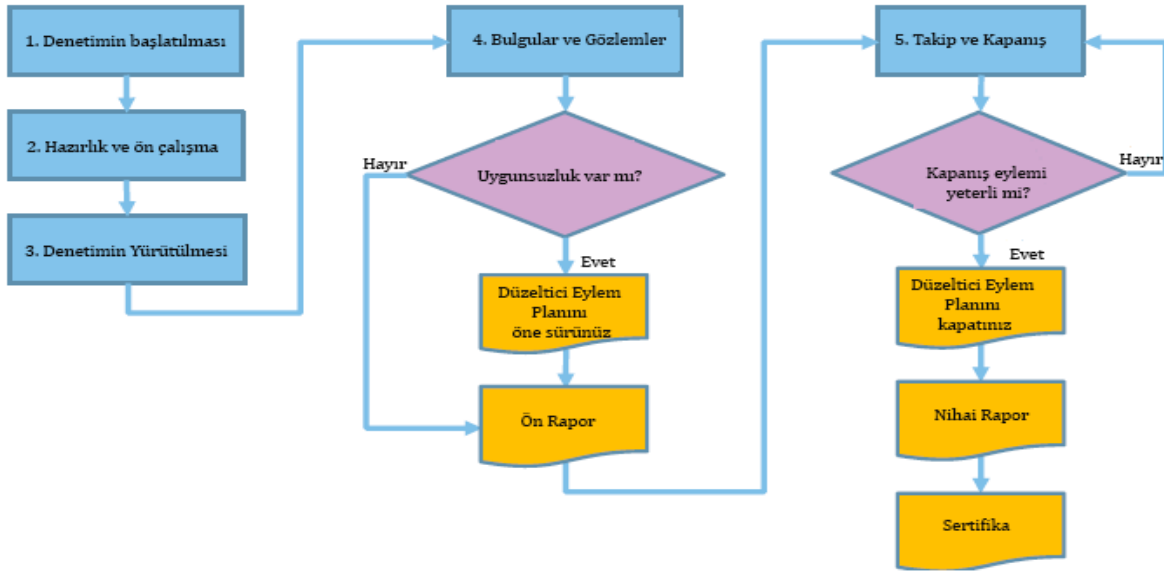 1. Denetimin başlatılması
2. Hazırlık ve ön çalışma
3. Denetimin Yürütülmesi
4. Bulgular ve Gözlemler
Uygunsuzluk var mı?
Hayır
Evet
Düzeltici Eylem
Planını
öne sürünüz
Ön Rapor
5. Takip ve Kapanış
Kapanış eylemi
yeterli mi?
Hayır
Evet
Düzeltici Eylem
Planını
kapatınız
Nihai Rapor
Sertifika